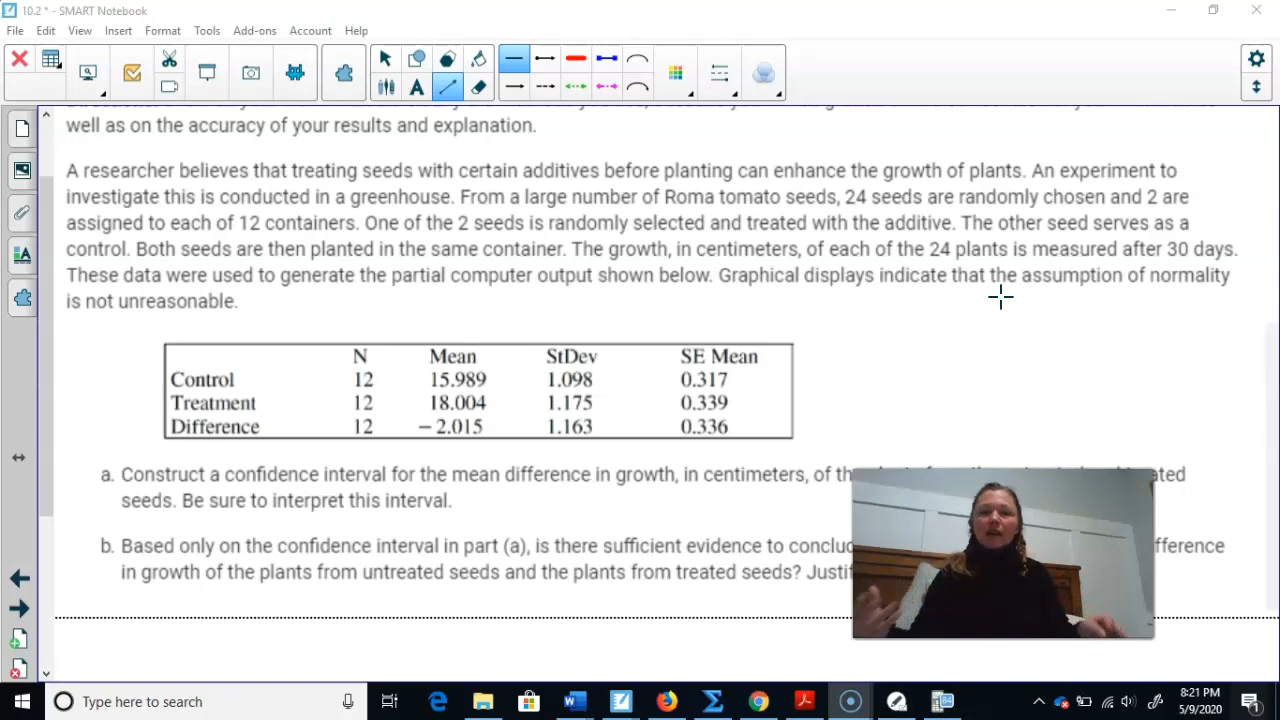 10.2 * - SMART Notebook
File Edit View Insert Format Tools Add-ons Account Help
well as on the accuracy of your results and explanation.
A researcher believes that treating seeds with certain additives before planting can enhance the growth of plants. An experiment to
investigate this is conducted in a greenhouse. From a large number of Roma tomato seeds, 24 seeds are randomly chosen and 2 are
assigned to each of 12 containers. One of the 2 seeds is randomly selected and treated with the additive. The other seed serves as a
control. Both seeds are then planted in the same container. The growth, in centimeters, of each of the 24 plants is measured after 30 days.
These data were used to generate the partial computer output shown below. Graphical displays indicate that the assumption of normality
is not unreasonable.
N Mean StDev SE Mean
Control 12 15.989 1.098 0.317
Treatment 12 18.004 1.175 0.339
Difference 12 − 2.015 1.163 0.336
a. Construct a confidence interval for the mean difference in growth, in centimeters, of
seeds. Be sure to interpret this interval.
b. Based only on the confidence interval in part (a), is there sufficient evidence to
in growth of the plants from untreated seeds and the plants from treated seeds?
Type here to search
8:21 PM
5/9/2020